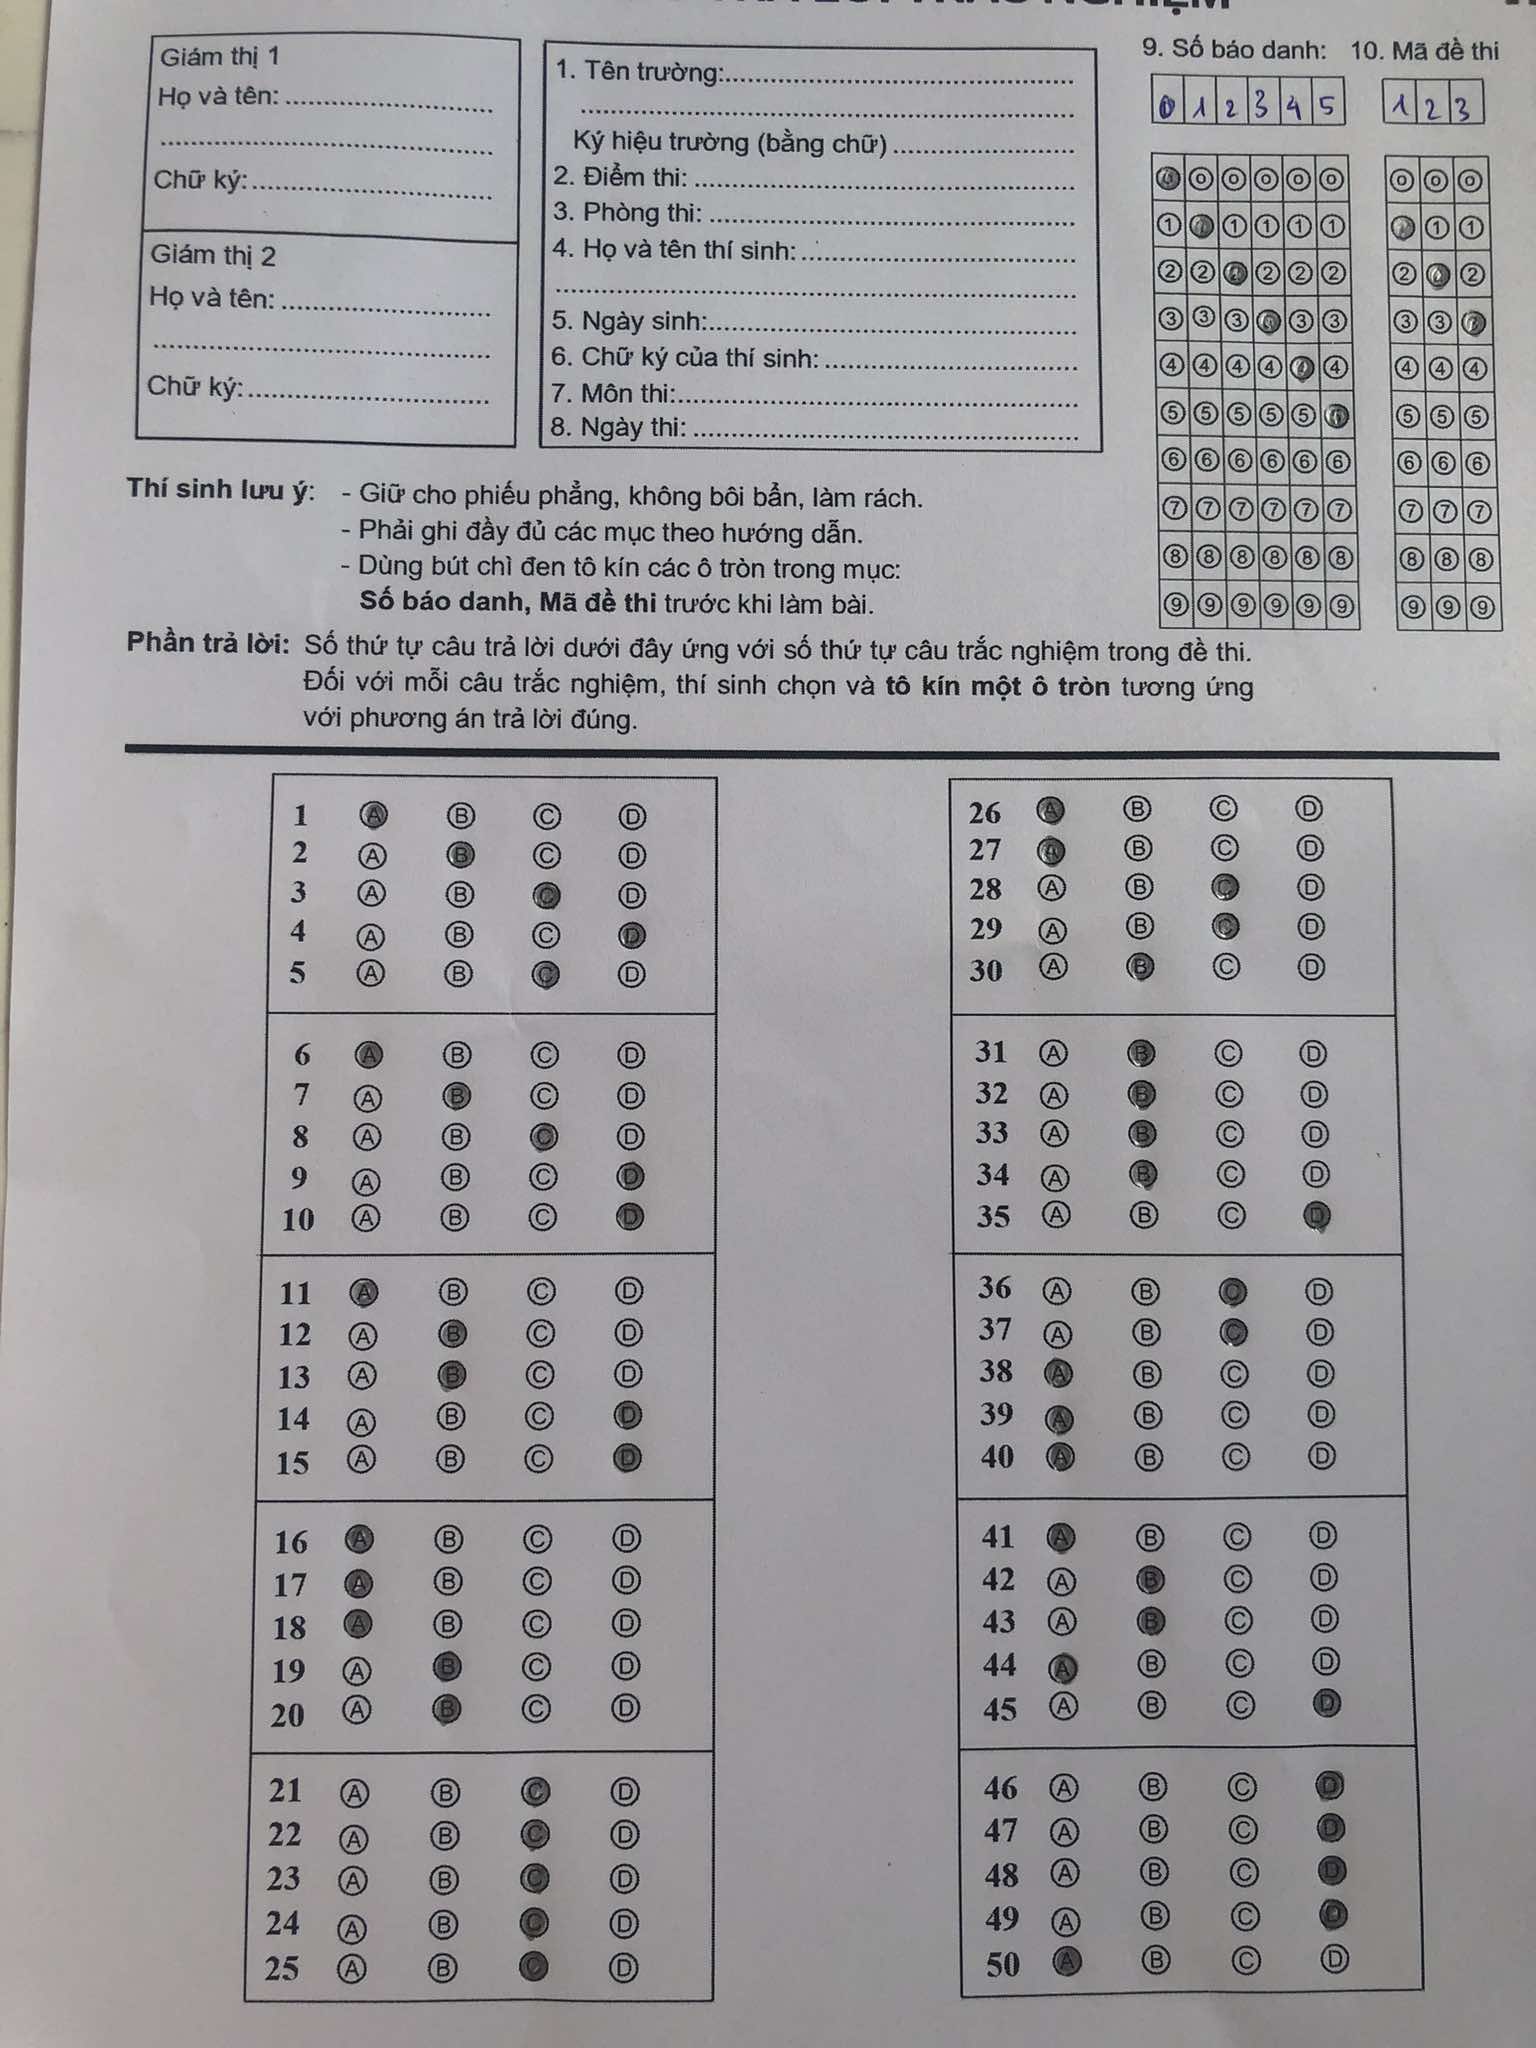 Giám thị 1
Họ và tên:
Chữ ký:
Giám thị 2
Họ và tên:
Chữ ký:
1. Tên trường:
Ký hiệu trường (bằng chữ)
2. Điểm thi:
3. Phòng thi:
4. Họ và tên thí sinh:
5. Ngày sinh:
6. Chữ ký của thí sinh:
7. Môn thi:
8. Ngày thi:
9. Số báo danh: 10. Mã đề thi
0 1 2 3 4 5 1 2 3
0 0 0 0 0 0 0 0 0
1 1 1 1 1 1 1 1 1
2 2 2 2 2 2 2 2 2
3 3 3 3 3 3 3 3 3
4 4 4 4 4 4 4 4 4
5 5 5 5 5 5 5 5 5
6 6 6 6 6 6 6 6 6
7 7 7 7 7 7 7 7 7
8 8 8 8 8 8 8 8 8
9 9 9 9 9 9 9 9 9
Thí sinh lưu ý: - Giữ cho phiếu phẳng, không bôi bẩn, làm rách.
- Phải ghi đầy đủ các mục theo hướng dẫn.
- Dùng bút chì đen tô kín các ô tròn trong mục:
Số báo danh, Mã đề thi trước khi làm bài.
Phần trả lời: Số thứ tự câu trả lời dưới đây ứng với số thứ tự câu trắc nghiệm trong đề thi.
Đối với mỗi câu trắc nghiệm, thí sinh chọn và tô kín một ô tròn tương ứng
với phương án trả lời đúng.
1 A B C D
2 A B C D
3 A B C D
4 A B C D
5 A B C D
6 A B C D
7 A B C D
8 A B C D
9 A B C D
10 A B C D
11 A B C D
12 A B C D
13 A B C D
14 A B C D
15 A B C D
16 A B C D
17 A B C D
18 A B C D
19 A B C D
20 A B C D
21 A B C D
22 A B C D
23 A B C D
24 A B C D
25 A B C D
26 A B C D
27 A B C D
28 A B C D
29 A B C D
30 A B C D
31 A B C D
32 A B C D
33 A B C D
34 A B C D
35 A B C D
36 A B C D
37 A B C D
38 A B C D
39 A B C D
40 A B C D
41 A B C D
42 A B C D
43 A B C D
44 A B C D
45 A B C D
46 A B C D
47 A B C D
48 A B C D
49 A B C D
50 A B C D